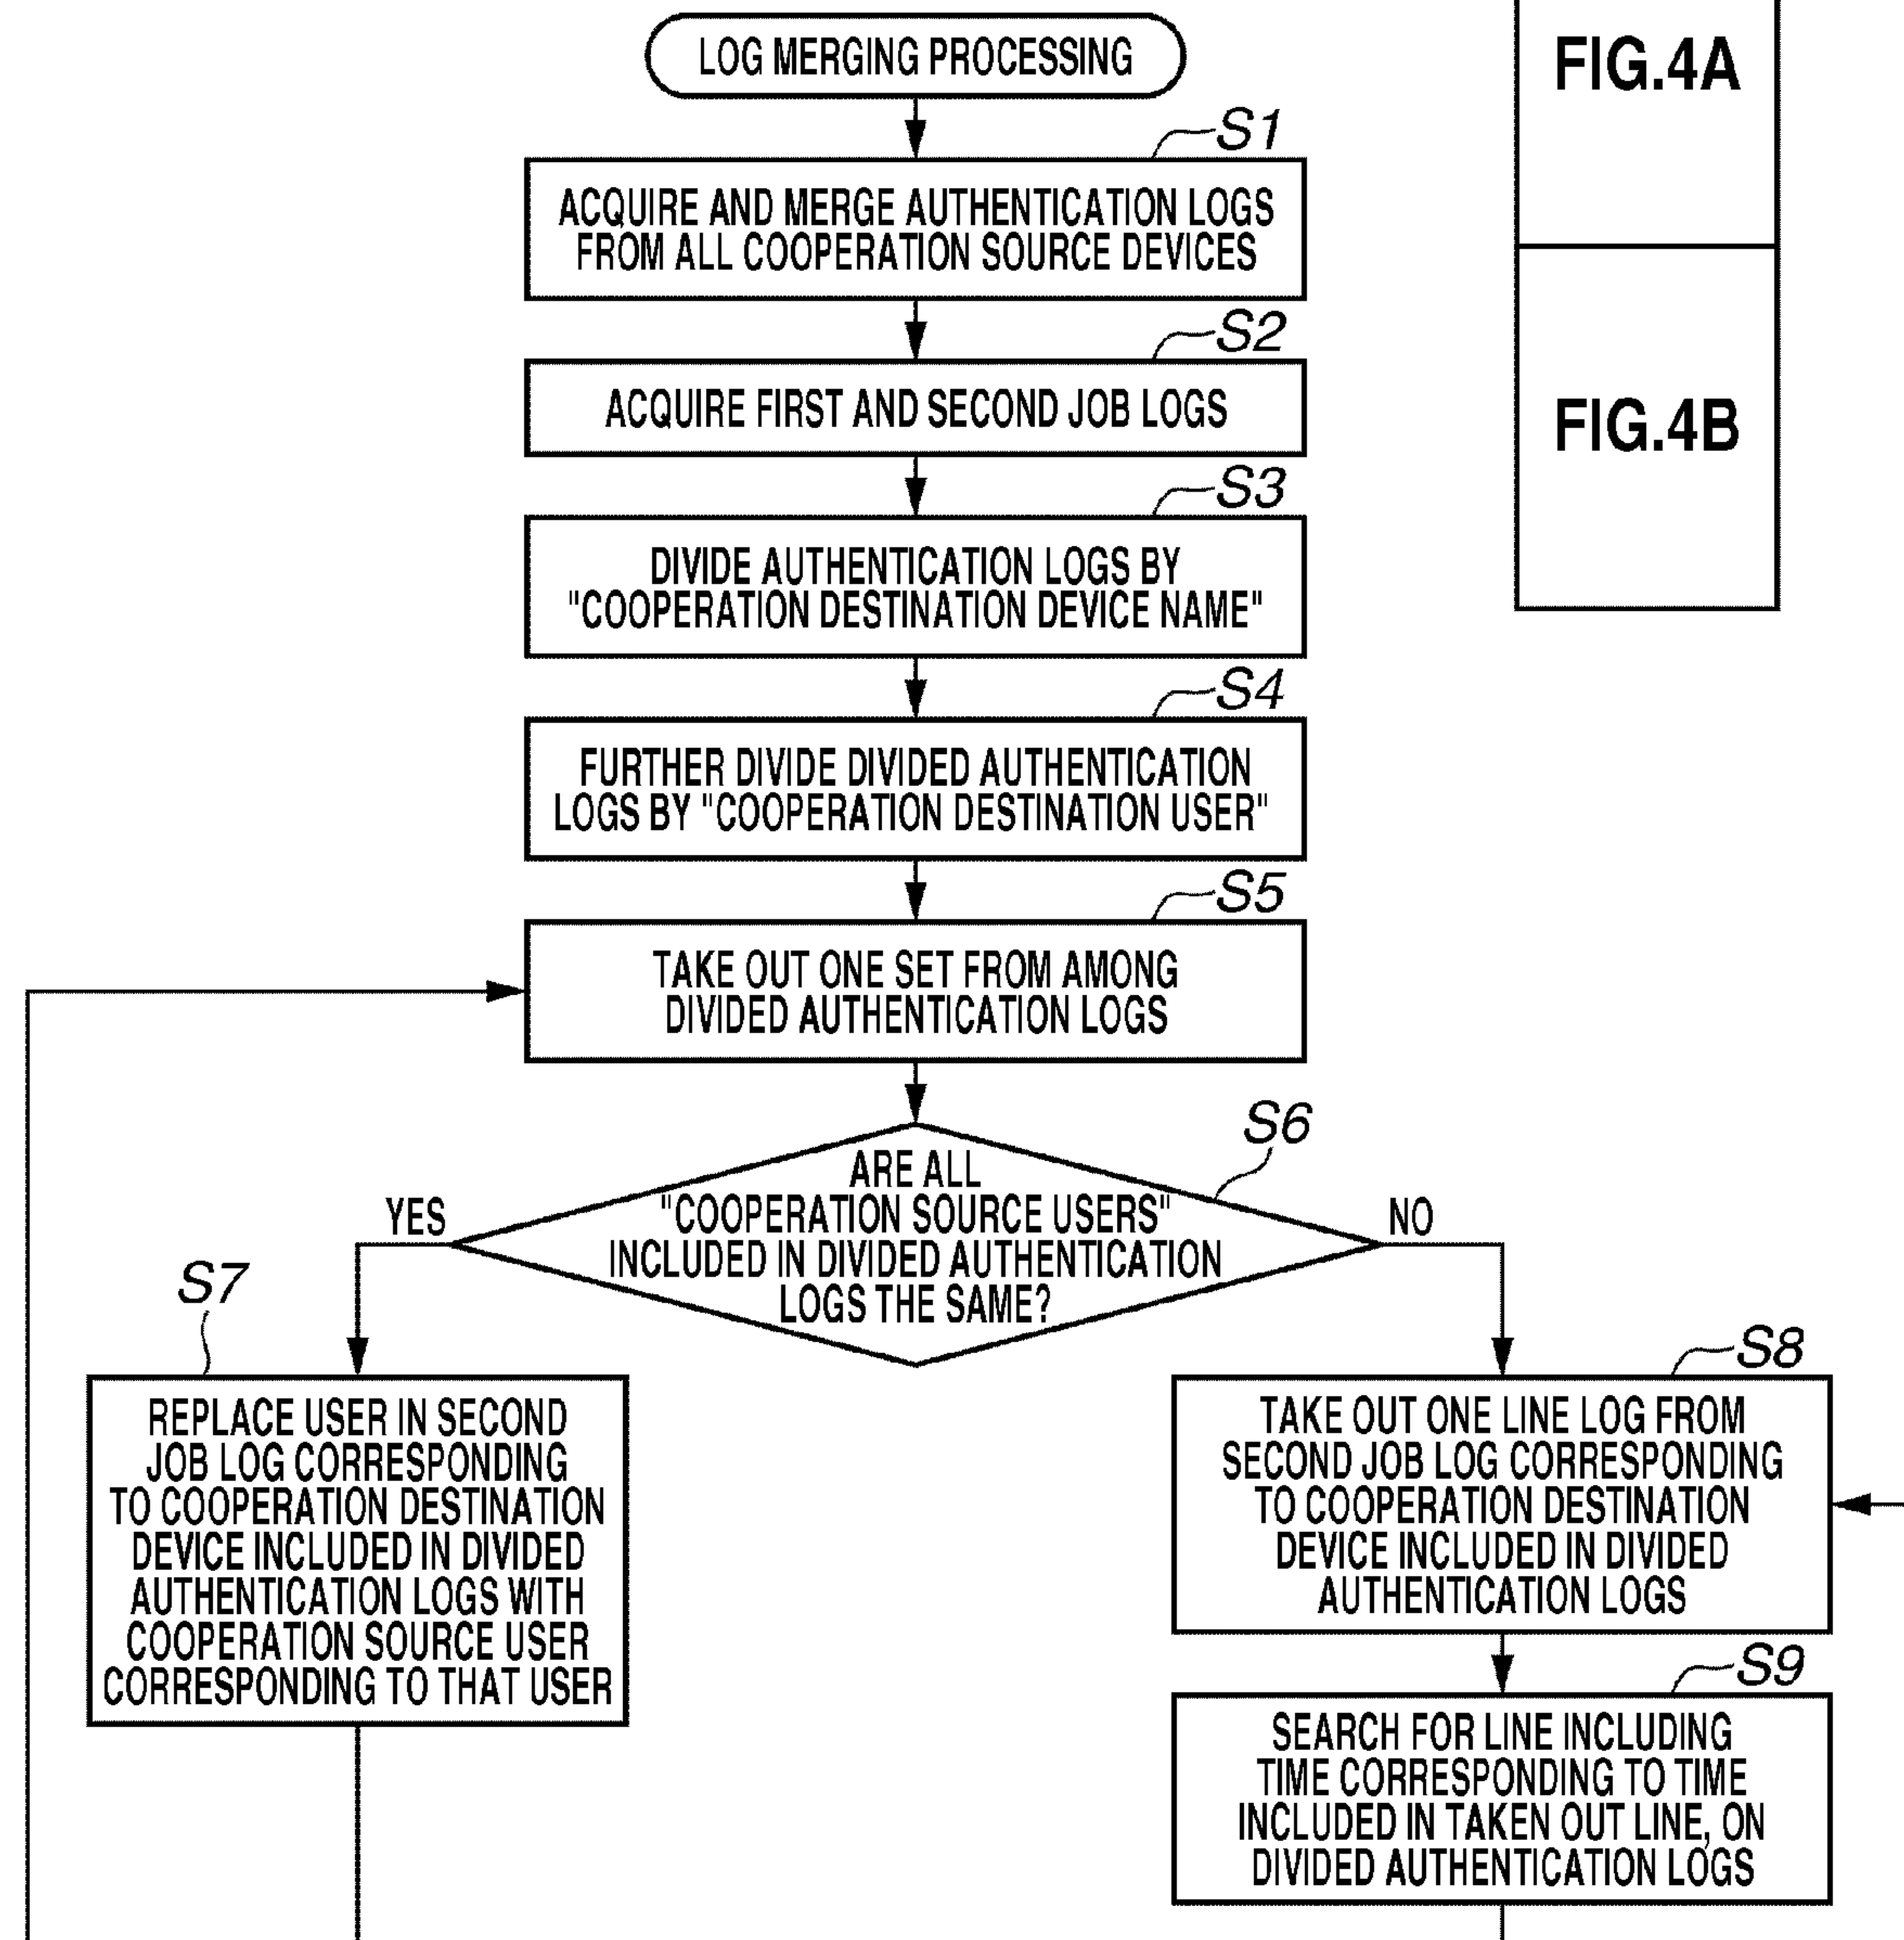 LOG MERGING PROCESSING
FIG.4A
FIG.4B
S1
ACQUIRE AND MERGE AUTHENTICATION LOGS
FROM ALL COOPERATION SOURCE DEVICES
S2
ACQUIRE FIRST AND SECOND JOB LOGS
S3
DIVIDE AUTHENTICATION LOGS BY
"COOPERATION DESTINATION DEVICE NAME"
S4
FURTHER DIVIDE DIVIDED AUTHENTICATION
LOGS BY "COOPERATION DESTINATION USER"
S5
TAKE OUT ONE SET FROM AMONG
DIVIDED AUTHENTICATION LOGS
S6
ARE ALL
"COOPERATION SOURCE USERS"
INCLUDED IN DIVIDED AUTHENTICATION
LOGS THE SAME?
YES
NO
S7
REPLACE USER IN SECOND
JOB LOG CORRESPONDING
TO COOPERATION DESTINATION
DEVICE INCLUDED IN DIVIDED
AUTHENTICATION LOGS WITH
COOPERATION SOURCE USER
CORRESPONDING TO THAT USER
S8
TAKE OUT ONE LINE LOG FROM
SECOND JOB LOG CORRESPONDING
TO COOPERATION DESTINATION
DEVICE INCLUDED IN DIVIDED
AUTHENTICATION LOGS
S9
SEARCH FOR LINE INCLUDING
TIME CORRESPONDING TO TIME
INCLUDED IN TAKEN OUT LINE, ON
DIVIDED AUTHENTICATION LOGS